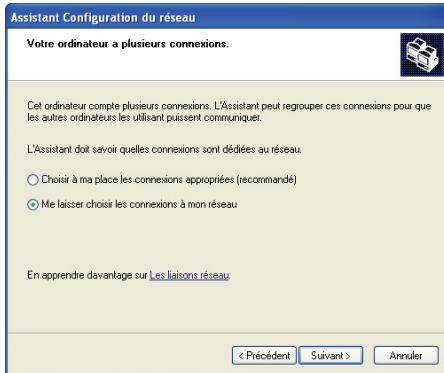 Assistant Configuration du réseau
Votre ordinateur a plusieurs connexions.
Cet ordinateur compte plusieurs connexions. L'Assistant peut regrouper ces connexions pour que
les autres ordinateurs les utilisant puissent communiquer.
L'Assistant doit savoir quelles connexions sont dédiées au réseau.
Choisir à ma place les connexions appropriées (recommandé)
Me laisser choisir les connexions à mon réseau
En apprendre davantage sur Les liaisons réseau.
< Précédent Suivant > Annuler